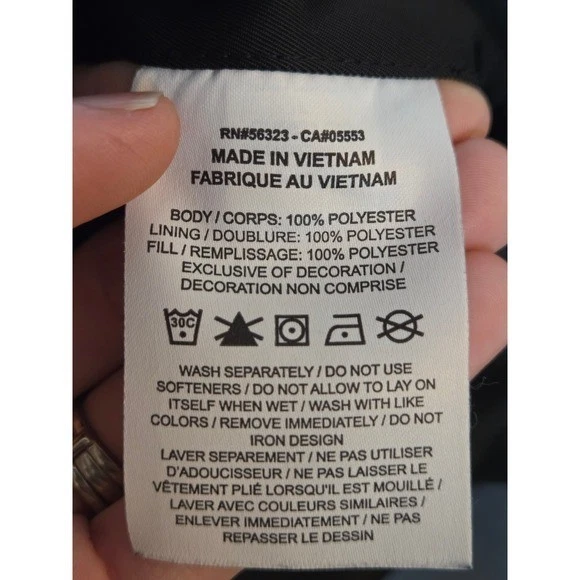 RN#56323 - CA#05553
MADE IN VIETNAM
FABRIQUE AU VIETNAM
BODY / CORPS: 100% POLYESTER
LINING / DOUBLURE: 100% POLYESTER
FILL / REMPLISSAGE: 100% POLYESTER
EXCLUSIVE OF DECORATION /
DECORATION NON COMPRISE
30C
WASH SEPARATELY / DO NOT USE
SOFTENERS / DO NOT ALLOW TO LAY ON
ITSELF WHEN WET / WASH WITH LIKE
COLORS / REMOVE IMMEDIATELY / DO NOT
IRON DESIGN
LAVER SEPAREMENT / NE PAS UTILISER
D'ADOUCISSEUR / NE PAS LAISSER LE
VÊTEMENT PLIÉ LORSQU'IL EST MOUILLÉ /
LAVER AVEC COULEURS SIMILAIRES /
ENLEVER IMMEDIATEMENT / NE PAS
REPASSER LE DESSIN